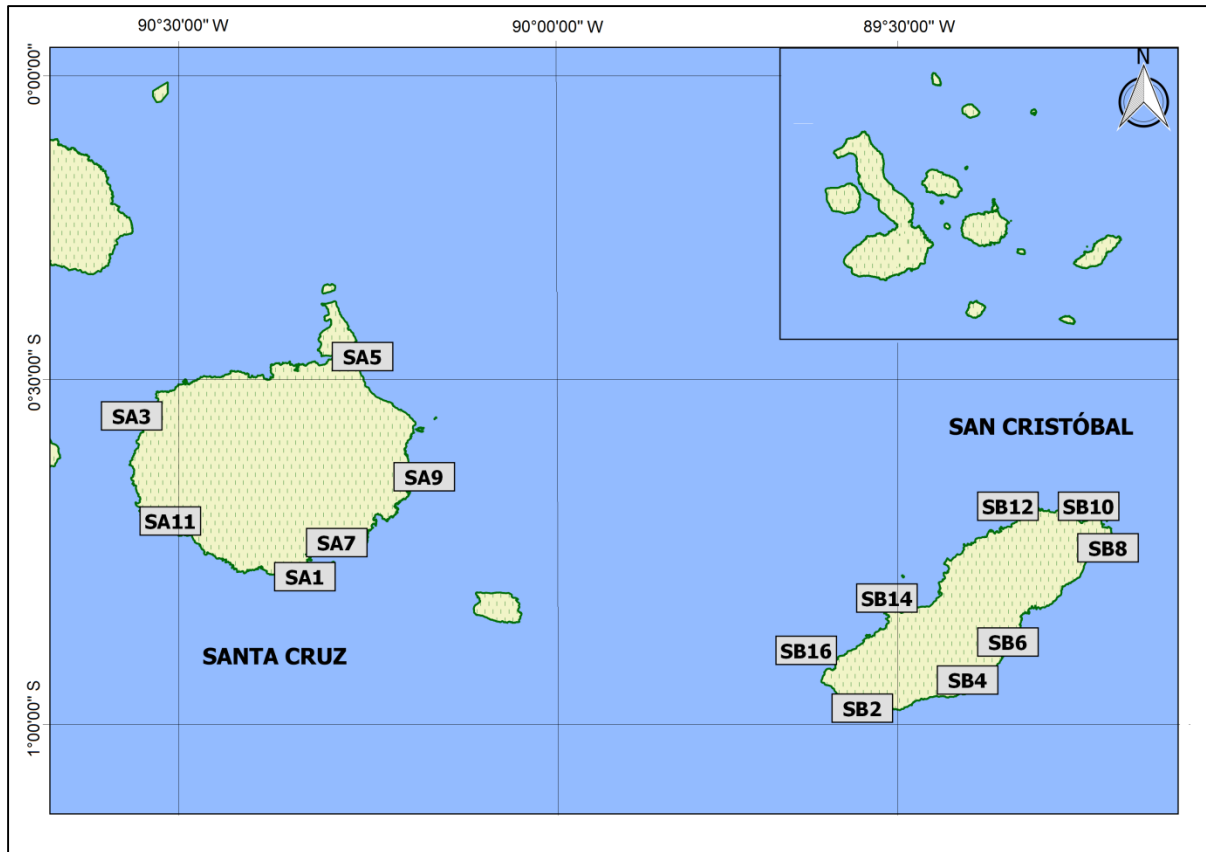 90°30'00" W 90°00'00" W 89°30'00" W
N
0°00'00"
SA5
0°30'00" S
SA3
SAN CRISTÓBAL
SA9
SB12 SB10
SA11
SA7
SB8
SA1
SB14
SB6
SB16
SANTA CRUZ
SB4
SB2
1°00'00" S